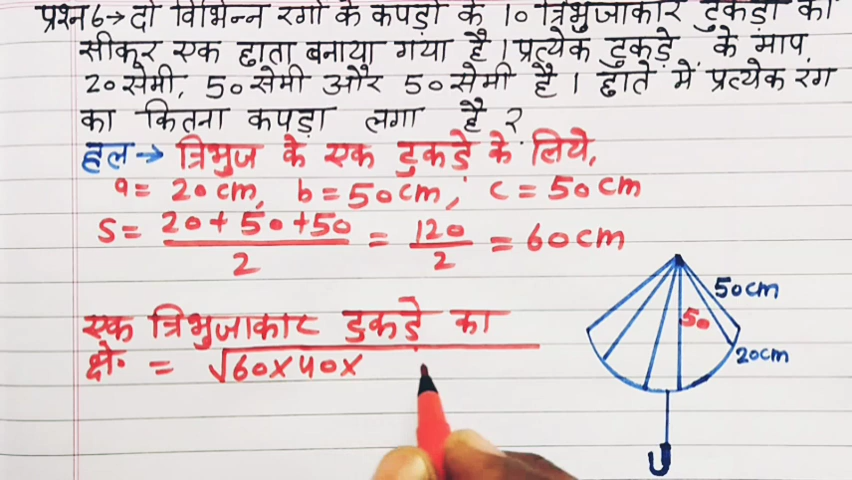 प्रश्न6→ दो विभिन्न रंगों के कपड़ों के 10 त्रिभुजाकार टुकड़ों को
सीकर एक छाता बनाया गया है। प्रत्येक टुकड़े के माप
20 सेमी, 50 सेमी और 50 सेमी है। छाते में प्रत्येक रंग
का कितना कपड़ा लगा है ?
हल→ त्रिभुज के एक टुकड़े के लिये,
a = 20 cm, b = 50 cm, c = 50 cm
S = (20 + 50 + 50)/2 = 120/2 = 60 cm
एक त्रिभुजाकार टुकड़े का
क्षे॰ = √60×40×
50cm
50
20cm